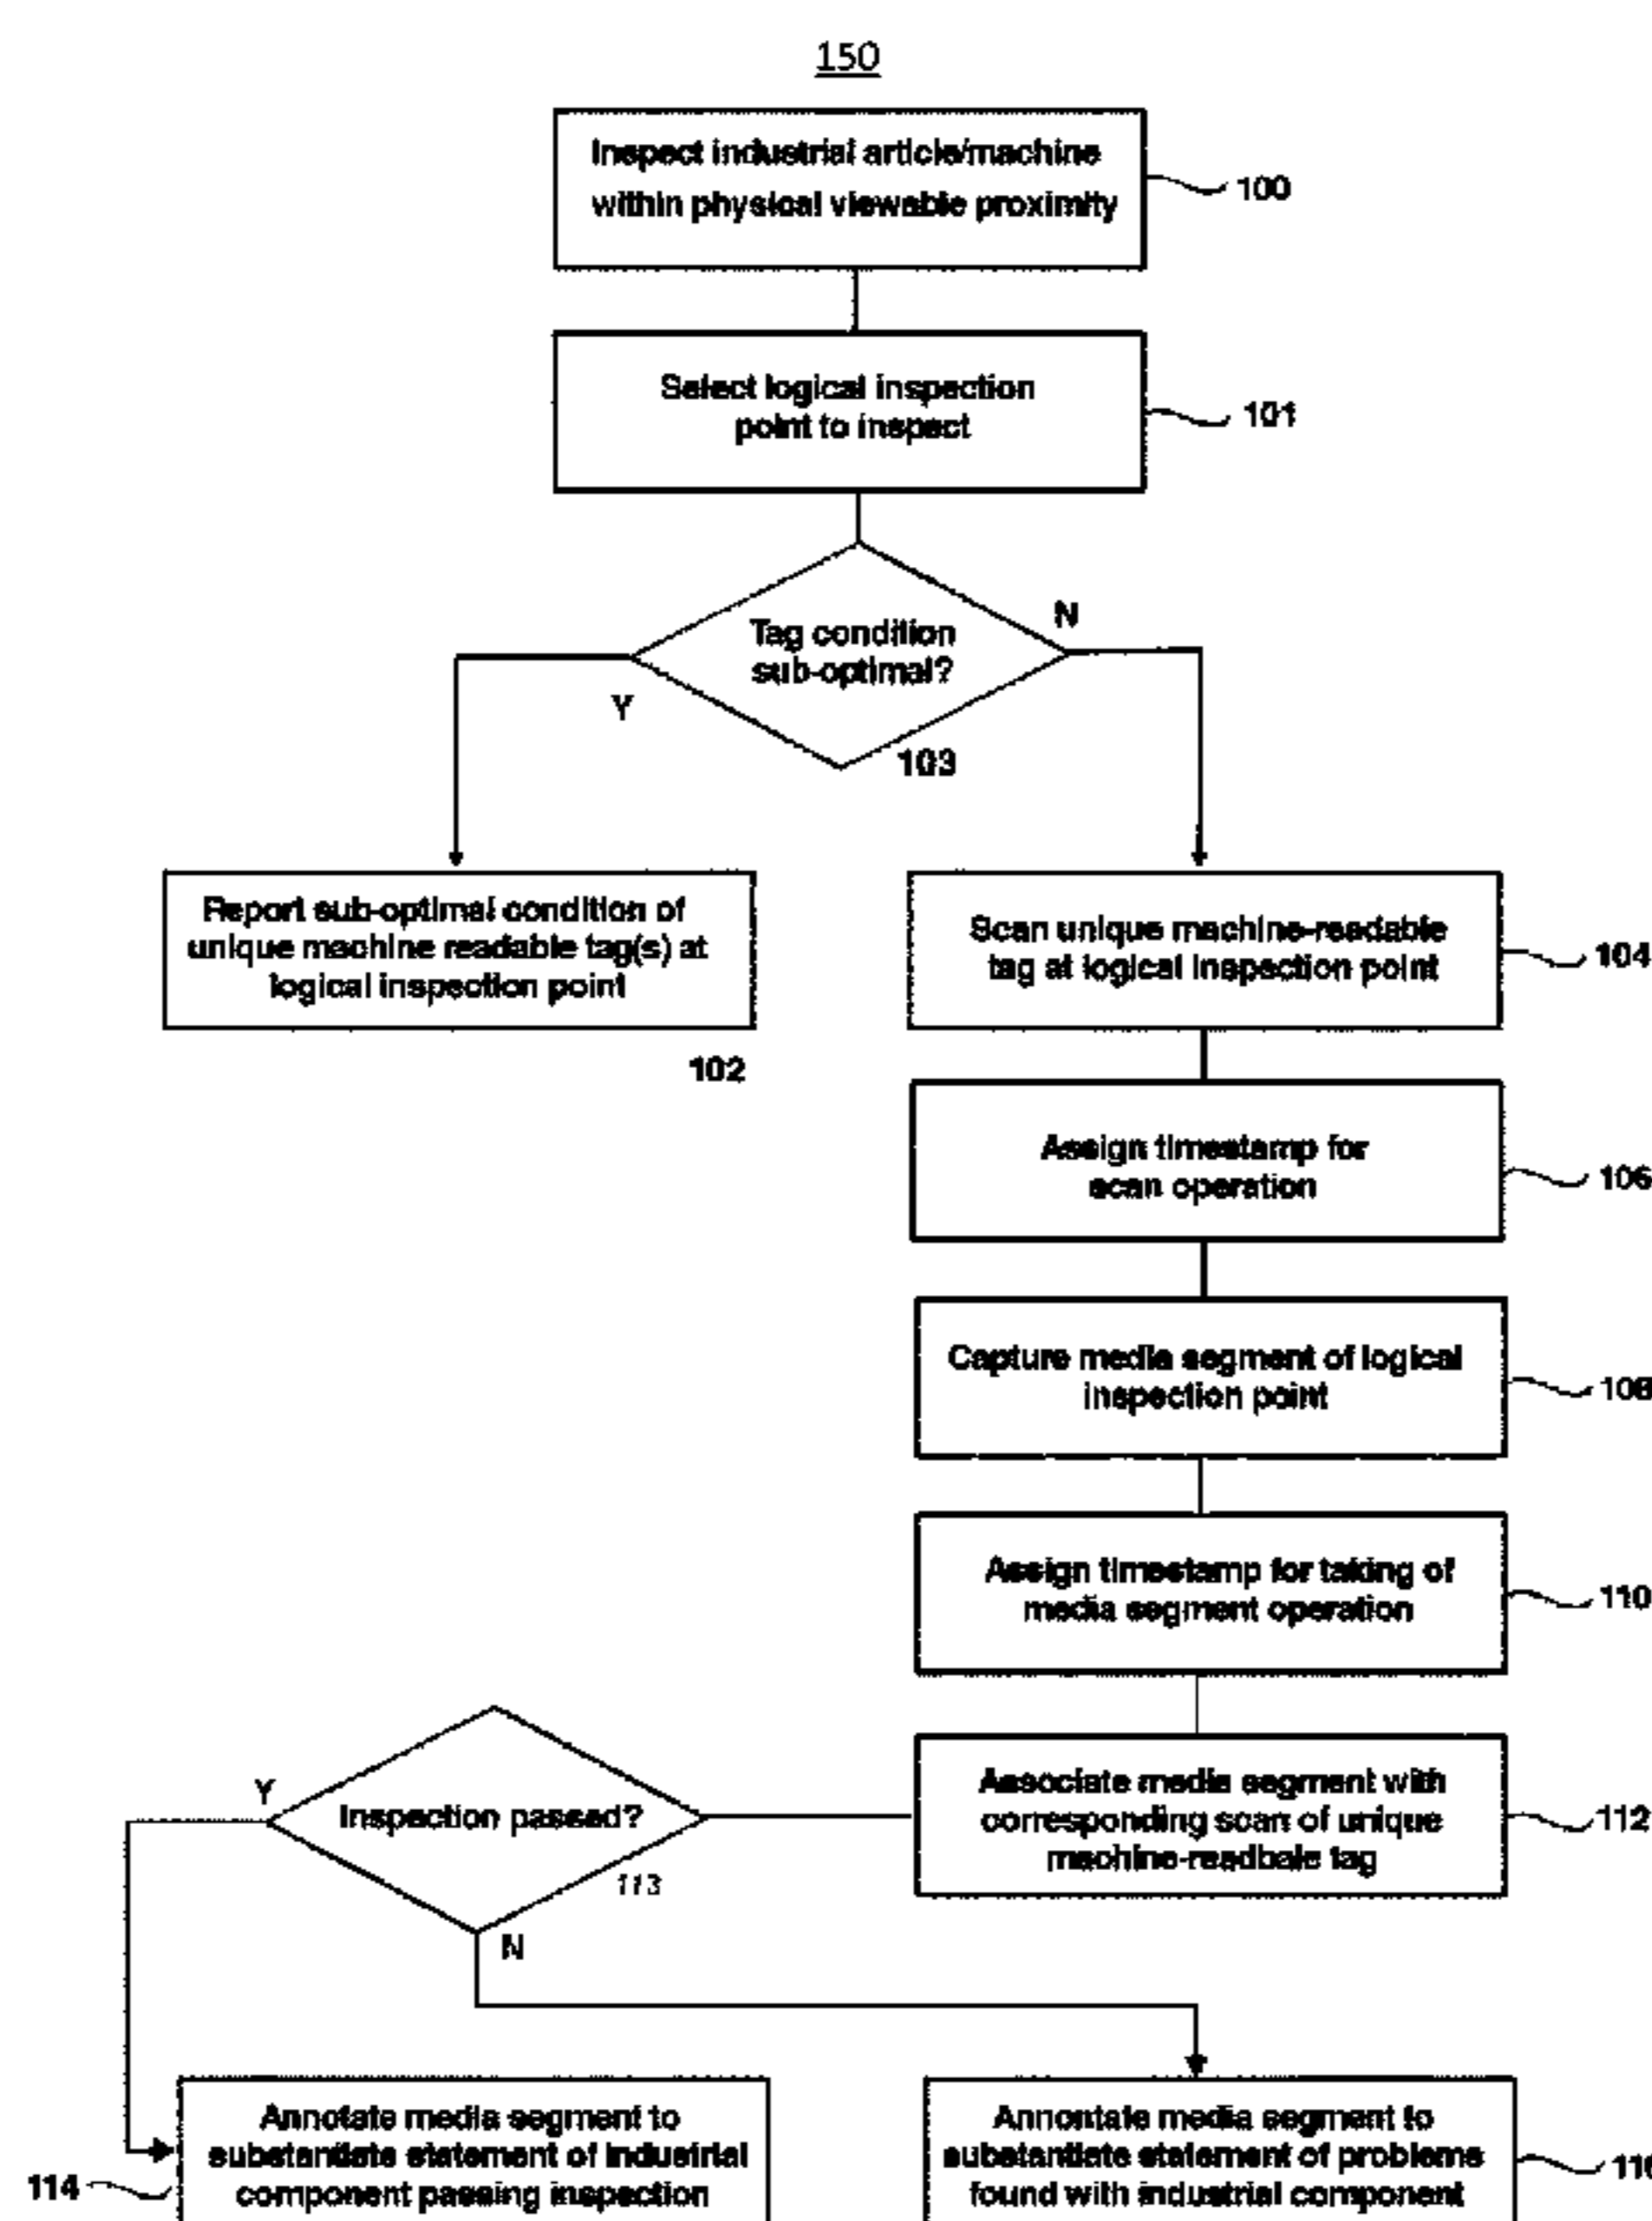 150
Inspect industrial article/machine
within physical viewable proximity
100
Select logical inspection
point to inspect
101
Tag condition
sub-optimal?
N
Y
103
Report sub-optimal condition of
unique machine readable tag(s) at
logical inspection point
102
Scan unique machine-readable
tag at logical inspection point
104
Assign timestamp for
scan operation
106
Capture media segment of logical
inspection point
108
Assign timestamp for taking of
media segment operation
110
Associate media segment with
corresponding scan of unique
machine-readbale tag
112
Y
Inspection passed?
113
N
Annotate media segment to
substantiate statement of industrial
component passing inspection
114
Annontate media segment to
substantiate statement of problems
found with industrial component